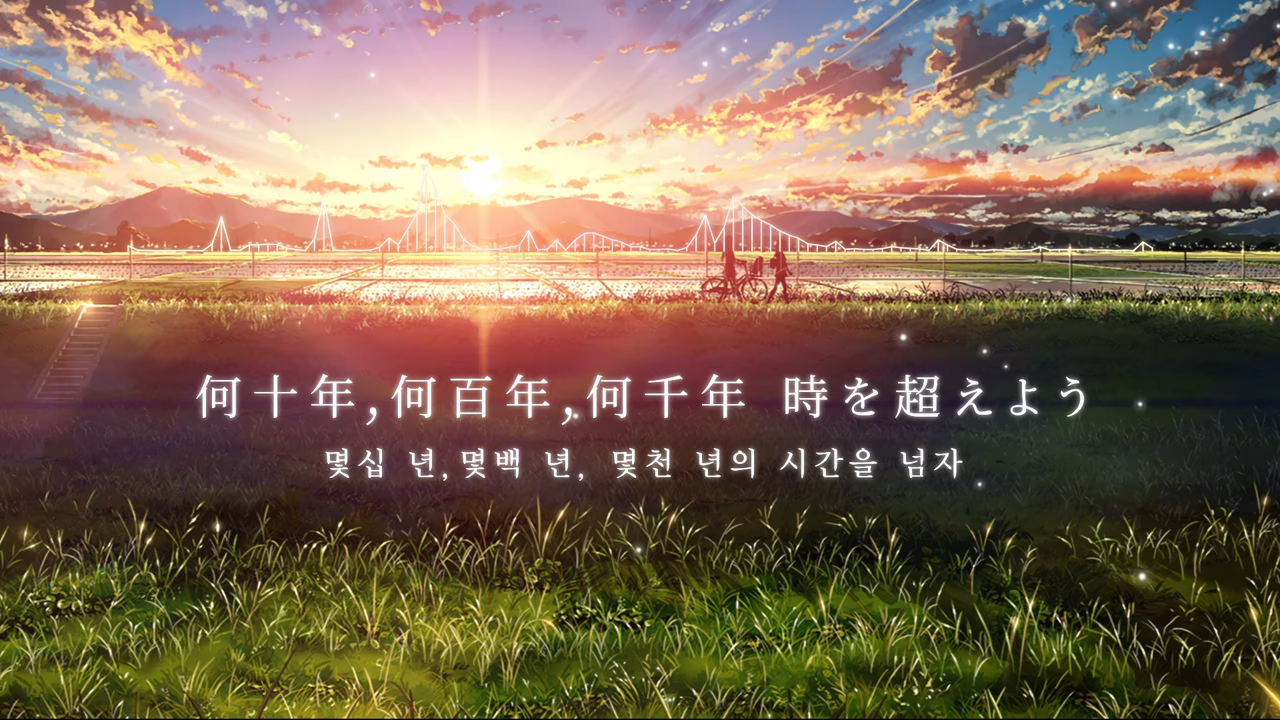 何十年,何百年,何千年 時を超えよう
몇십 년,몇백 년, 몇천 년의 시간을 넘자